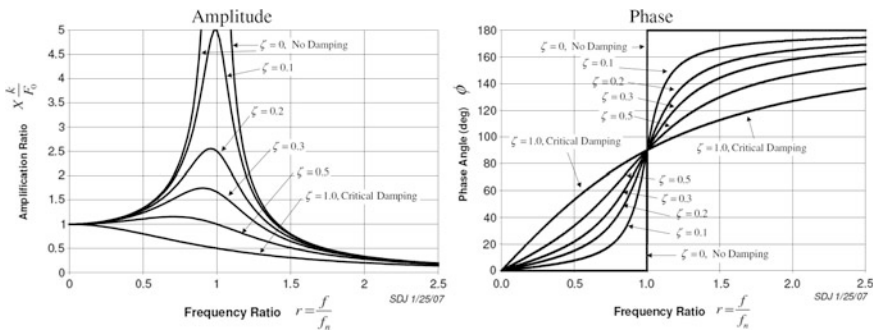 Amplitude
5
4.5
4
3.5
3
2.5
2
1.5
1
0.5
0
Amplification Ratio X k/F₀
ζ = 0, No Damping
ζ = 0.1
ζ = 0.2
ζ = 0.3
ζ = 0.5
ζ = 1.0, Critical Damping
0 0.5 1 1.5 2 2.5
SDJ 1/25/07
Frequency Ratio r = f/fₙ
Phase
180
160
140
120
100
80
60
40
20
0
Phase Angle (deg) ϕ
ζ = 0, No Damping
ζ = 0.1
ζ = 0.2
ζ = 0.3
ζ = 0.5
ζ = 1.0, Critical Damping
ζ = 1.0, Critical Damping
ζ = 0.5
ζ = 0.3
ζ = 0.2
ζ = 0.1
ζ = 0, No Damping
0.0 0.5 1.0 1.5 2.0 2.5
SDJ 1/25/07
Frequency Ratio r = f/fₙ